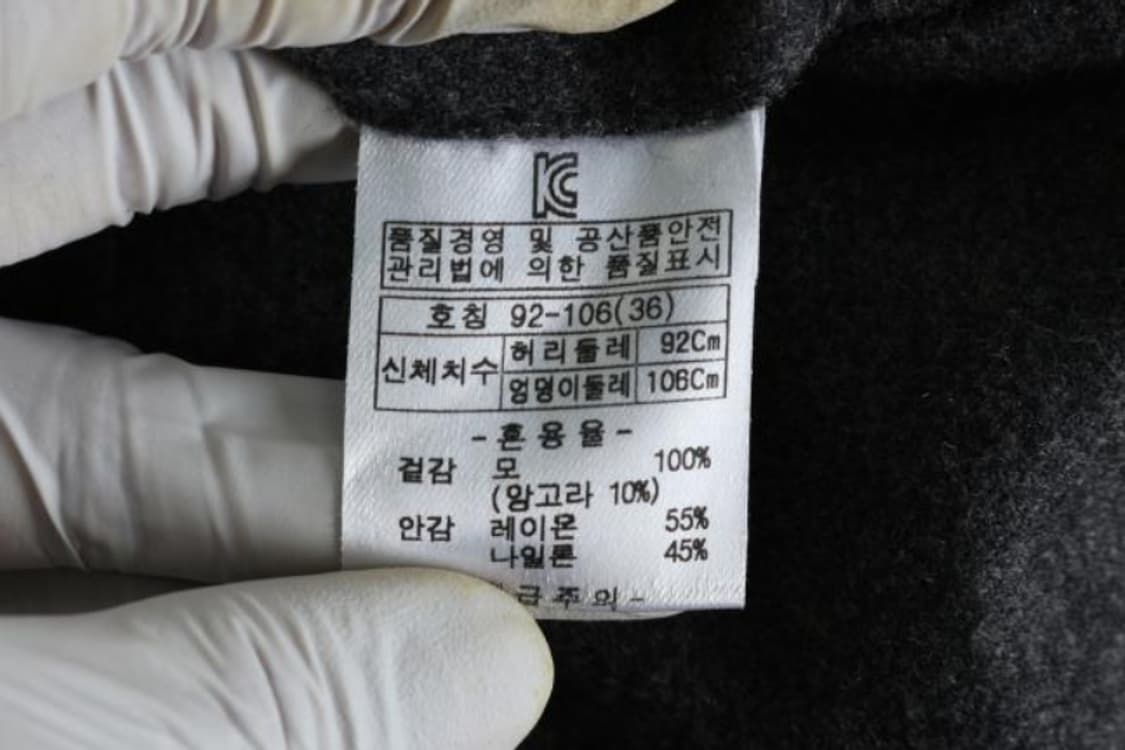 KC
품질경영 및 공산품안전
관리법에 의한 품질표시
호칭 92-106(36)
신체치수 허리둘레 92Cm
엉덩이둘레 106Cm
-혼용율-
겉감 모 100%
(앙고라 10%)
안감 레이온 55%
나일론 45%
급주의-